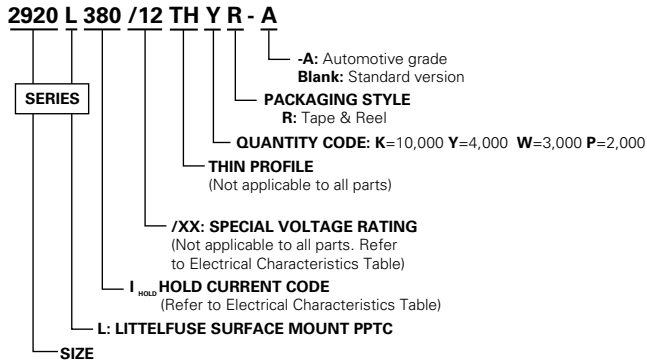 2920 L 380 /12 TH Y R - A
-A: Automotive grade
Blank: Standard version
SERIES
PACKAGING STYLE
R: Tape & Reel
QUANTITY CODE: K=10,000 Y=4,000 W=3,000 P=2,000
THIN PROFILE
(Not applicable to all parts)
/XX: SPECIAL VOLTAGE RATING
(Not applicable to all parts. Refer
to Electrical Characteristics Table)
I HOLD HOLD CURRENT CODE
(Refer to Electrical Characteristics Table)
L: LITTELFUSE SURFACE MOUNT PPTC
SIZE